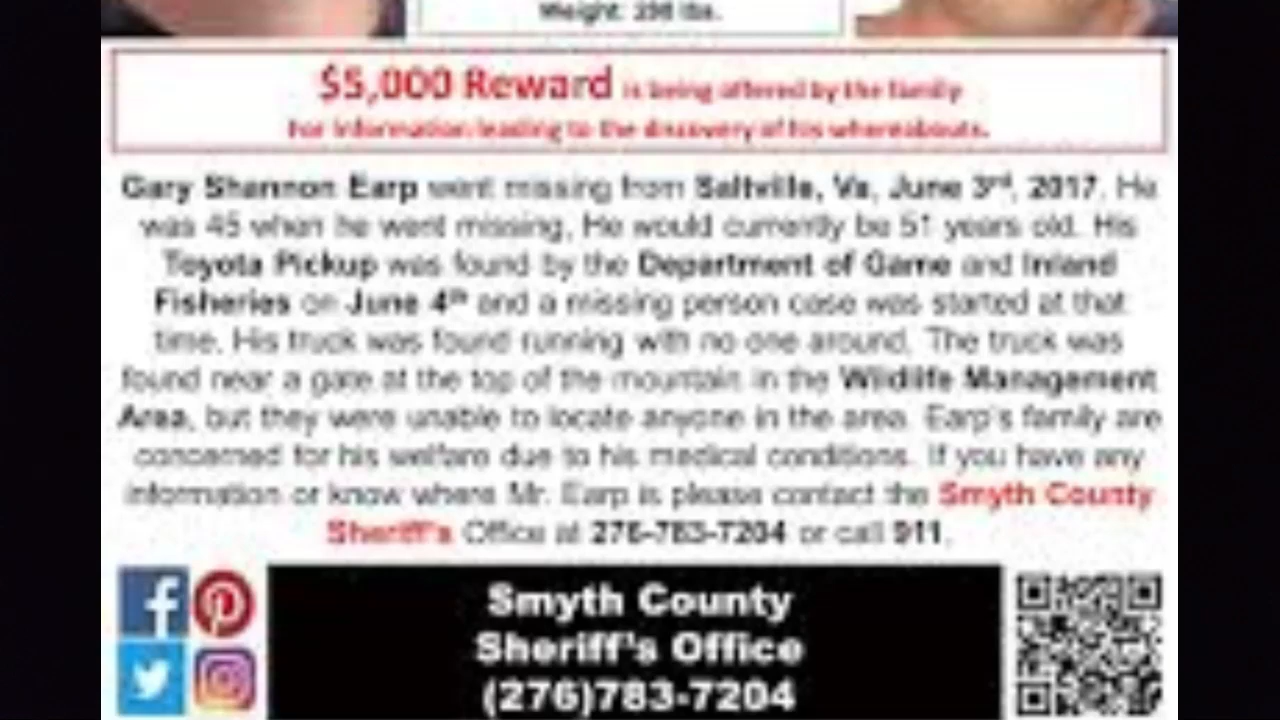 Weight: 298 lbs.
$5,000 Reward is being offered by the family
For information leading to the discovery of his whereabouts.
Gary Shannon Earp went missing from Saltville, Va, June 3rd, 2017. He
was 45 when he went missing. He would currently be 51 years old. His
Toyota Pickup was found by the Department of Game and Inland
Fisheries on June 4th and a missing person case was started at that
time. His truck was found running with no one around. The truck was
found near a gate at the top of the mountain in the Wildlife Management
Area, but they were unable to locate anyone in the area. Earp's family are
concerned for his welfare due to his medical conditions. If you have any
information or know where Mr. Earp is please contact the Smyth County
Sheriff's Office at 276-783-7204 or call 911.
Smyth County
Sheriff's Office
(276)783-7204